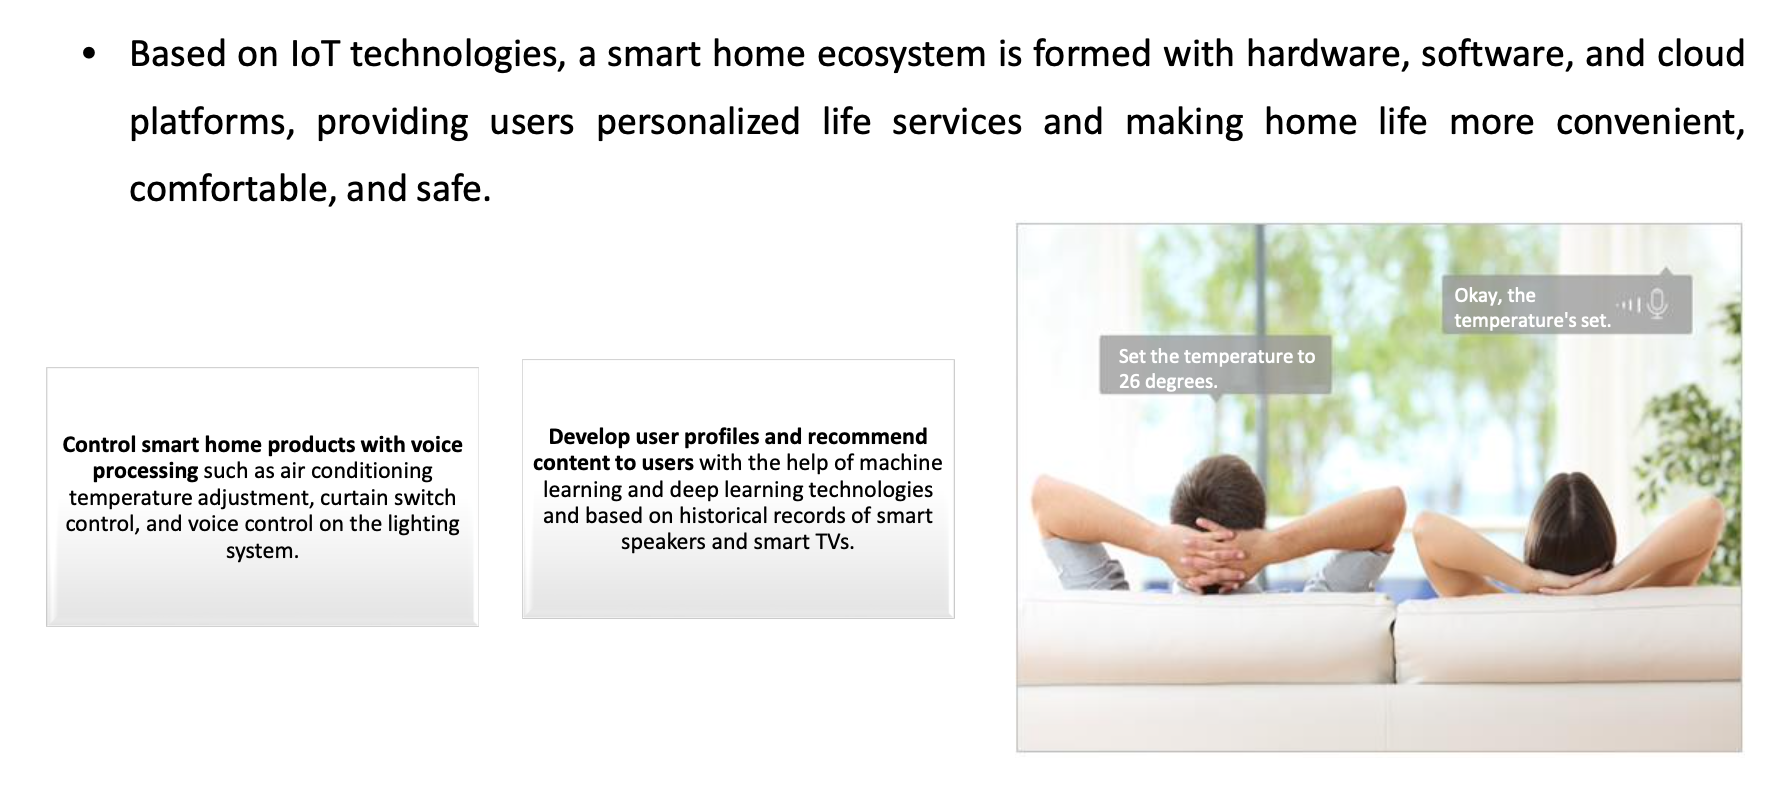 • Based on IoT technologies, a smart home ecosystem is formed with hardware, software, and cloud
platforms, providing users personalized life services and making home life more convenient,
comfortable, and safe.
Control smart home products with voice
processing such as air conditioning
temperature adjustment, curtain switch
control, and voice control on the lighting
system.
Develop user profiles and recommend
content to users with the help of machine
learning and deep learning technologies
and based on historical records of smart
speakers and smart TVs.
Set the temperature to
26 degrees.
Okay, the
temperature's set.